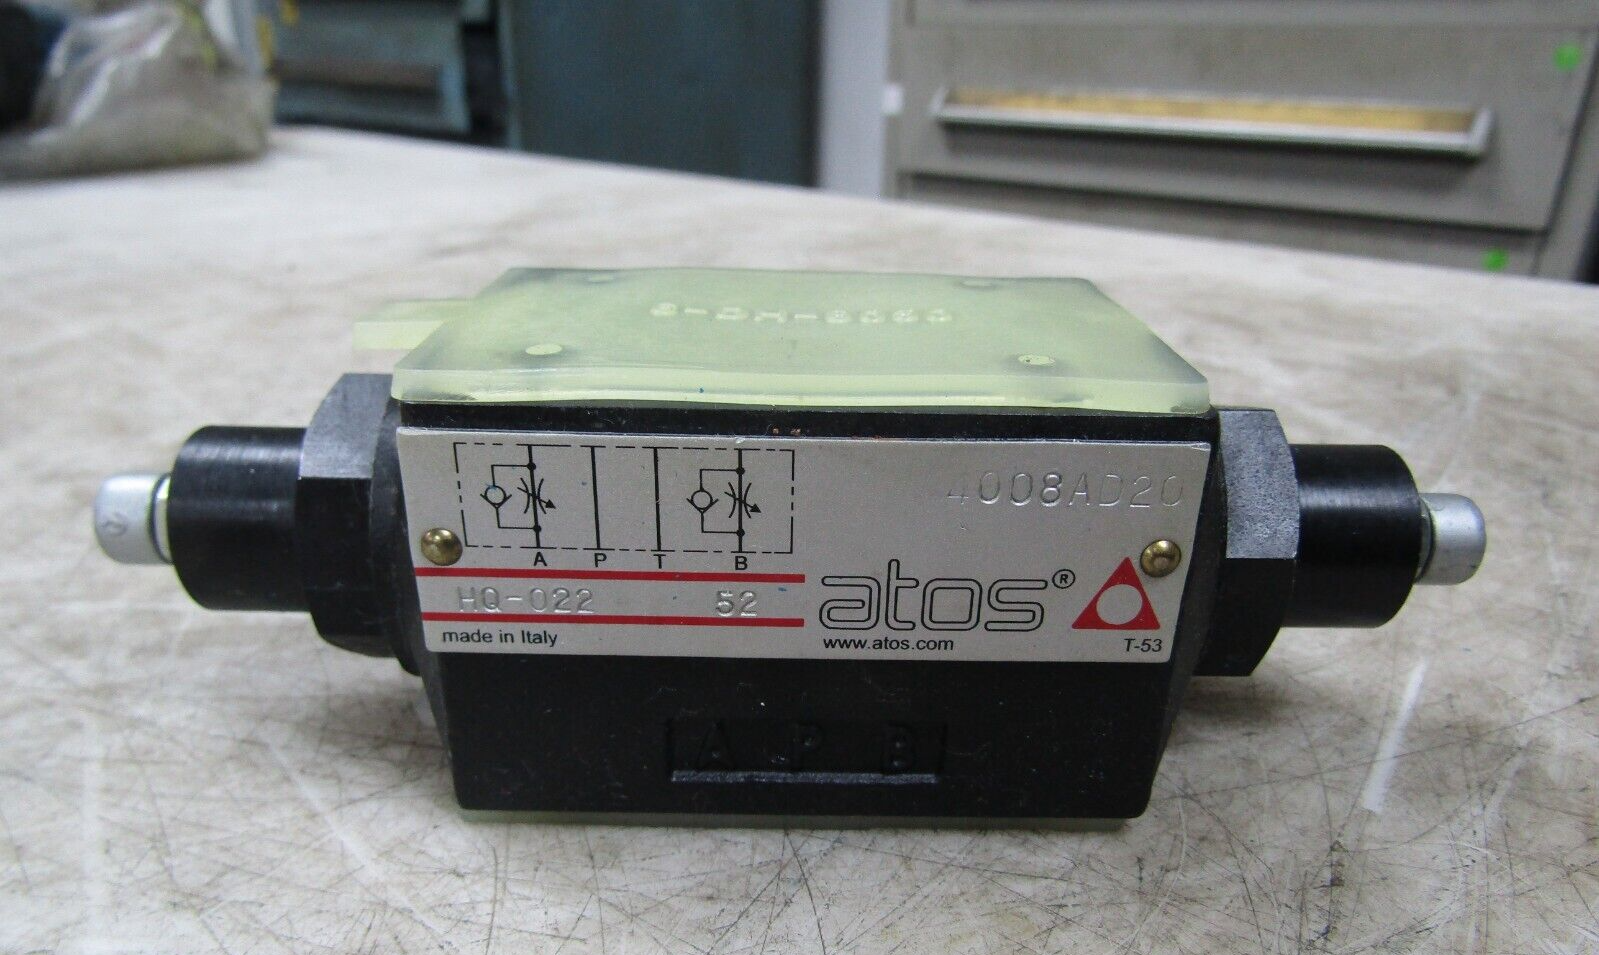 4008AD20
A P T B
HQ-022 52
atos®
made in Italy
www.atos.com
T-53
A P B